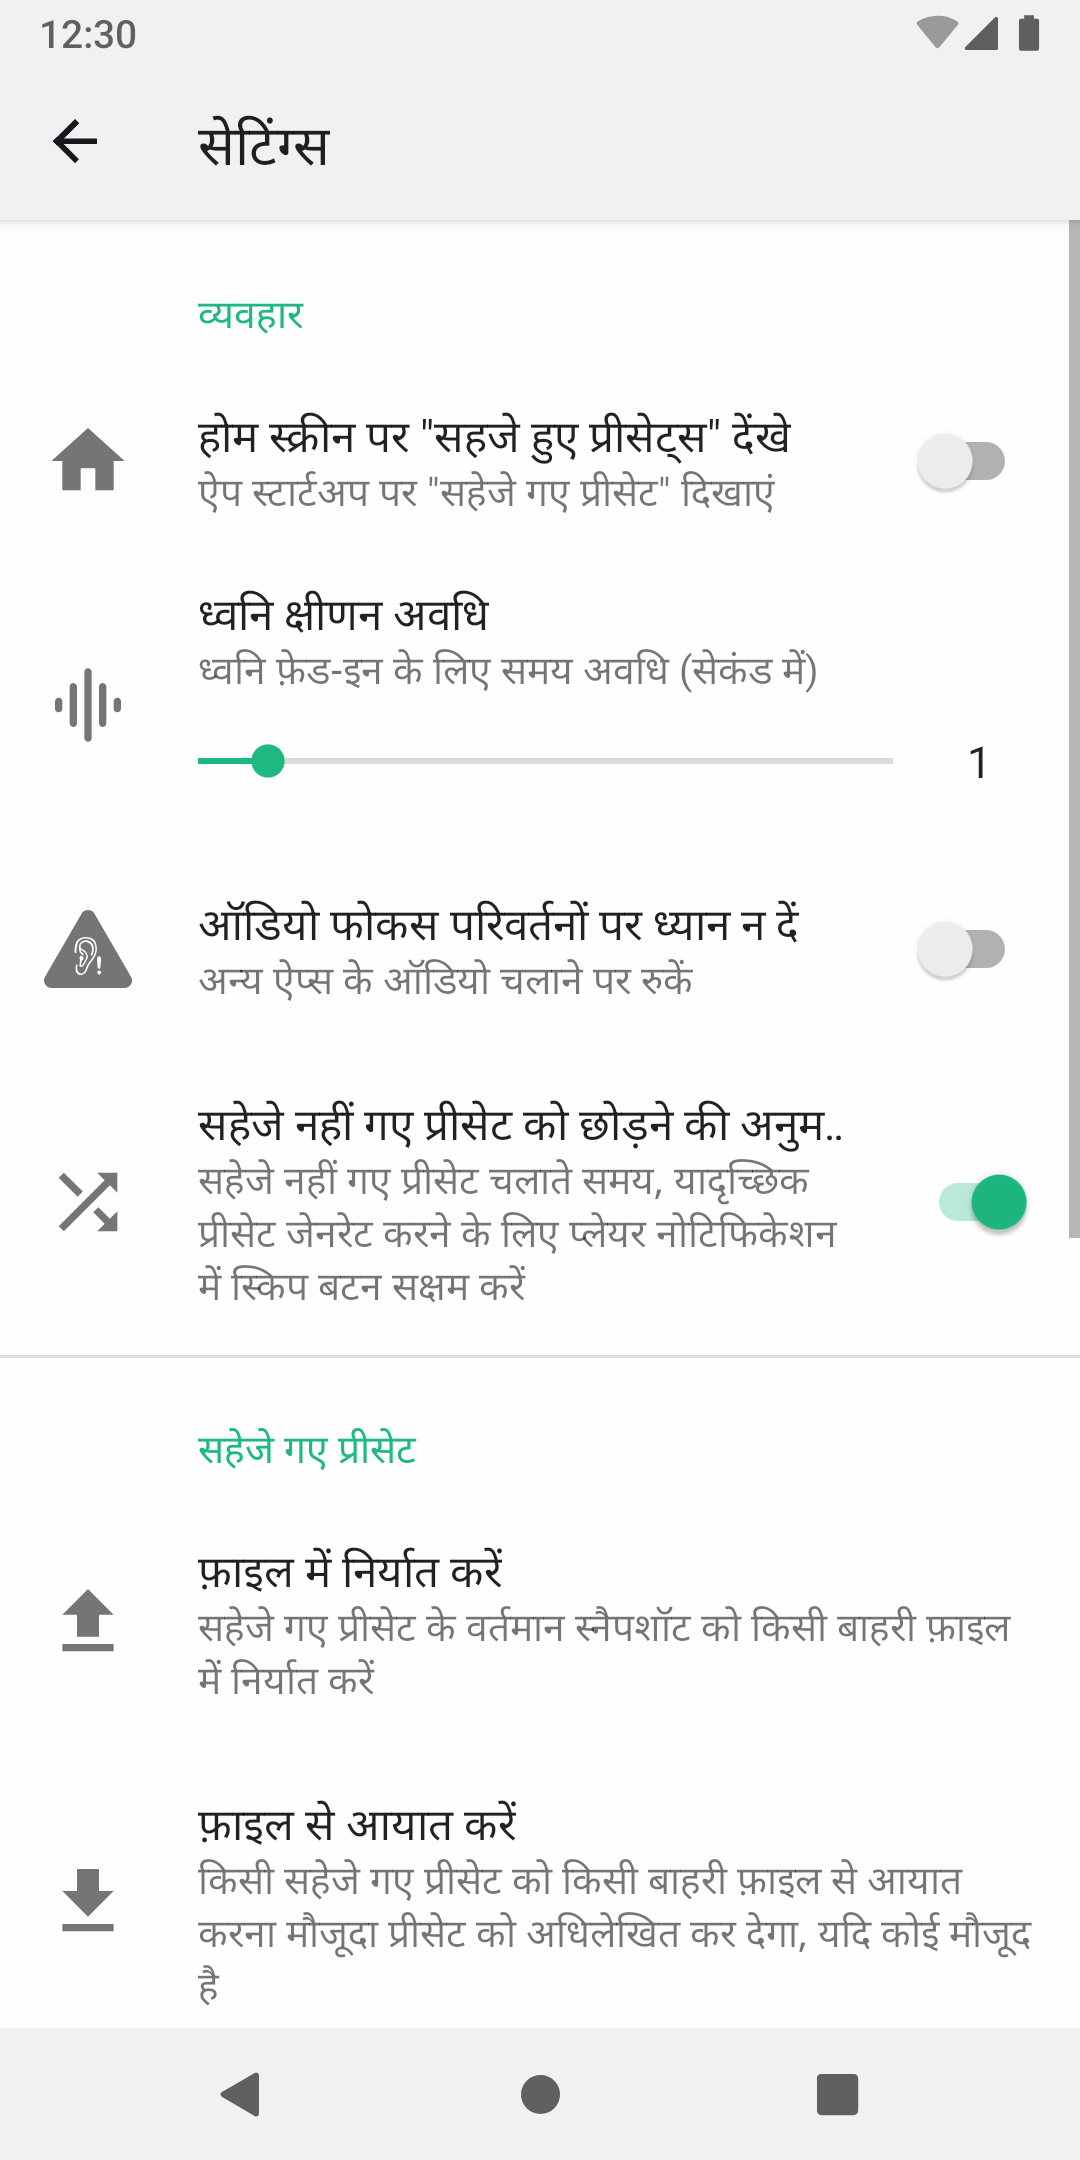 12:30
सेटिंग्स
व्यवहार
होम स्क्रीन पर "सहजे हुए प्रीसेट्स" देंखे
ऐप स्टार्टअप पर "सहेजे गए प्रीसेट" दिखाएं
ध्वनि क्षीणन अवधि
ध्वनि फ़ेड-इन के लिए समय अवधि (सेकंड में)
1
ऑडियो फोकस परिवर्तनों पर ध्यान न दें
अन्य ऐप्स के ऑडियो चलाने पर रुकें
सहेजे नहीं गए प्रीसेट को छोड़ने की अनुम..
सहेजे नहीं गए प्रीसेट चलाते समय, यादृच्छिक
प्रीसेट जेनरेट करने के लिए प्लेयर नोटिफिकेशन
में स्किप बटन सक्षम करें
सहेजे गए प्रीसेट
फ़ाइल में निर्यात करें
सहेजे गए प्रीसेट के वर्तमान स्नैपशॉट को किसी बाहरी फ़ाइल
में निर्यात करें
फ़ाइल से आयात करें
किसी सहेजे गए प्रीसेट को किसी बाहरी फ़ाइल से आयात
करना मौजूदा प्रीसेट को अधिलेखित कर देगा, यदि कोई मौजूद
है